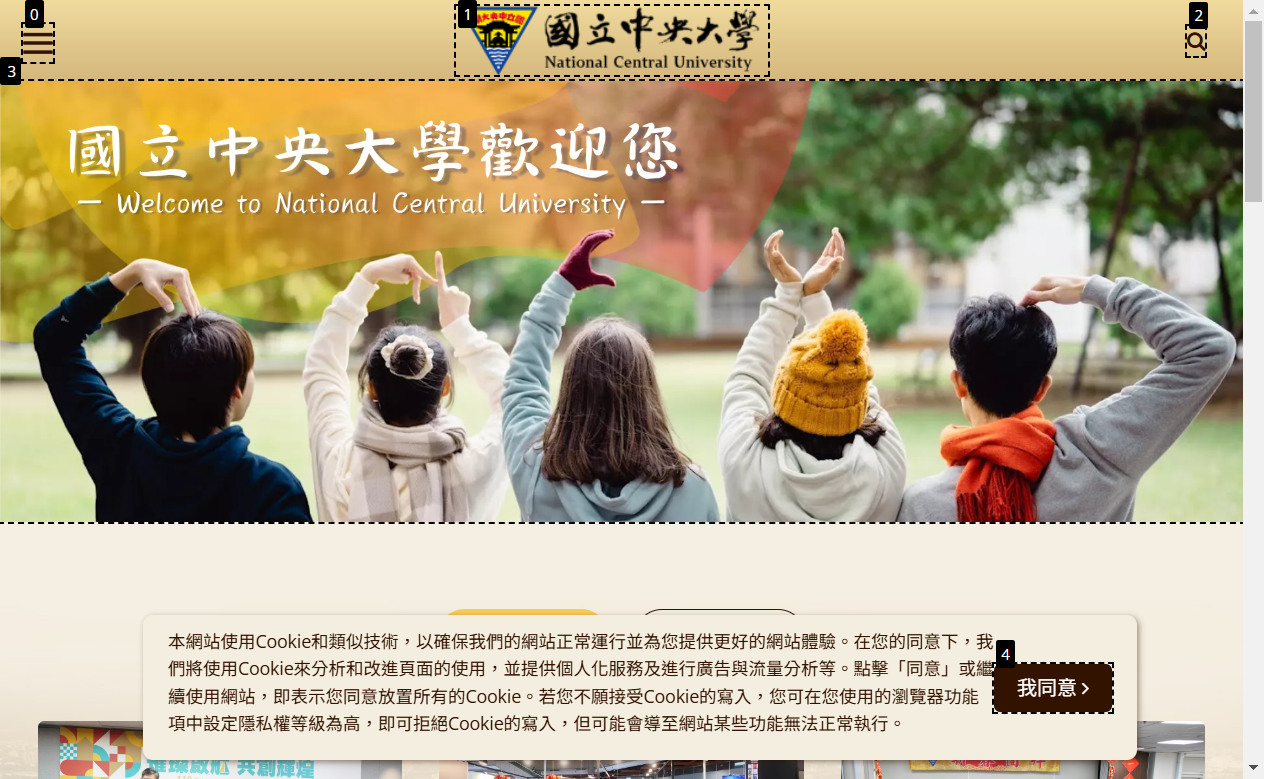 0
1
2
3
國立中央大學
National Central University
國立中央大學歡迎您
— Welcome to National Central University —
本網站使用Cookie和類似技術，以確保我們的網站正常運行並為您提供更好的網站體驗。在您的同意下，我
們將使用Cookie來分析和改進頁面的使用，並提供個人化服務及進行廣告與流量分析等。點擊「同意」或繼
續使用網站，即表示您同意放置所有的Cookie。若您不願接受Cookie的寫入，您可在您使用的瀏覽器功能
項中設定隱私權等級為高，即可拒絕Cookie的寫入，但可能會導至網站某些功能無法正常執行。
4
我同意